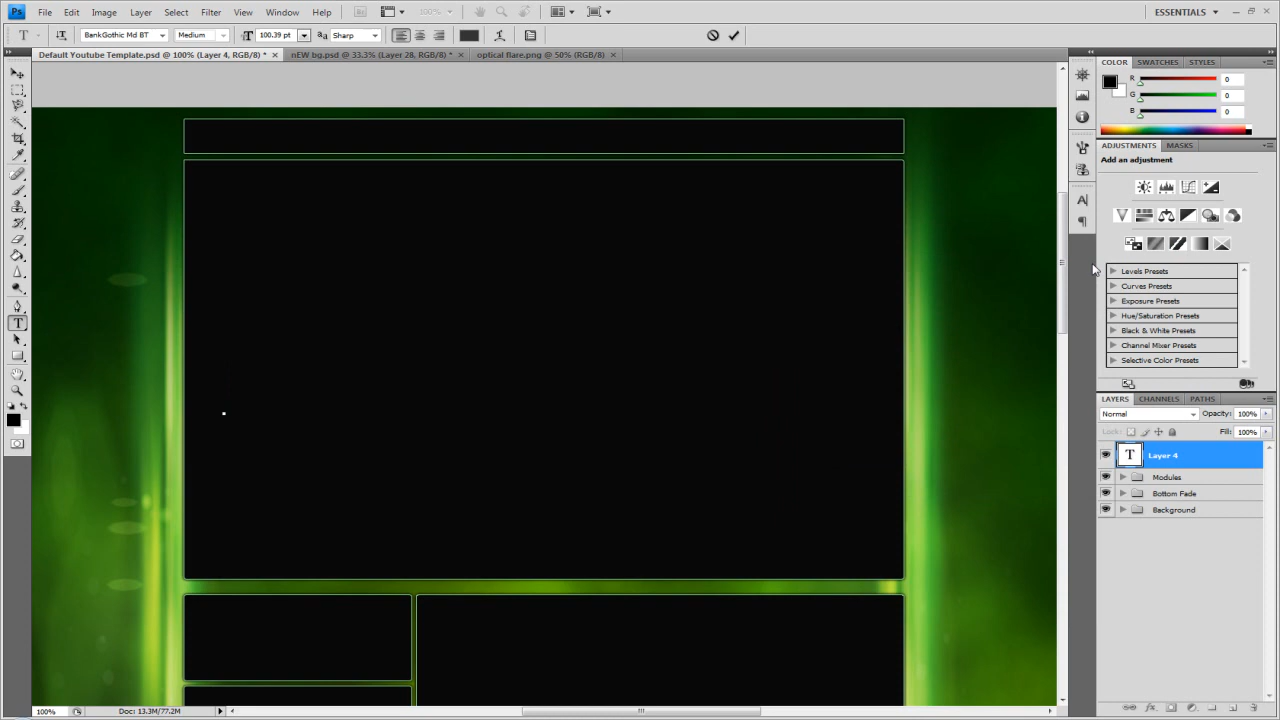 Ps File Edit Image Layer Select Filter View 3D Window Help 100% ESSENTIALS
T BankGothic Md BT Medium 100.39 pt aa Sharp
Default Youtube Template.psd @ 100% (Layer 4, RGB/8) * nEW bg.psd @ 33.3% (Layer 28, RGB/8) * optical flare.png @ 50% (RGB/8)
COLOR SWATCHES STYLES
R 0
G 0
B 0
ADJUSTMENTS MASKS
Add an adjustment
Levels Presets
Curves Presets
Exposure Presets
Hue/Saturation Presets
Black & White Presets
Channel Mixer Presets
Selective Color Presets
LAYERS CHANNELS PATHS
Normal Opacity: 100%
Lock: Fill: 100%
T Layer 4
Modules
Bottom Fade
Background
100% Doc: 13.3M/77.2M